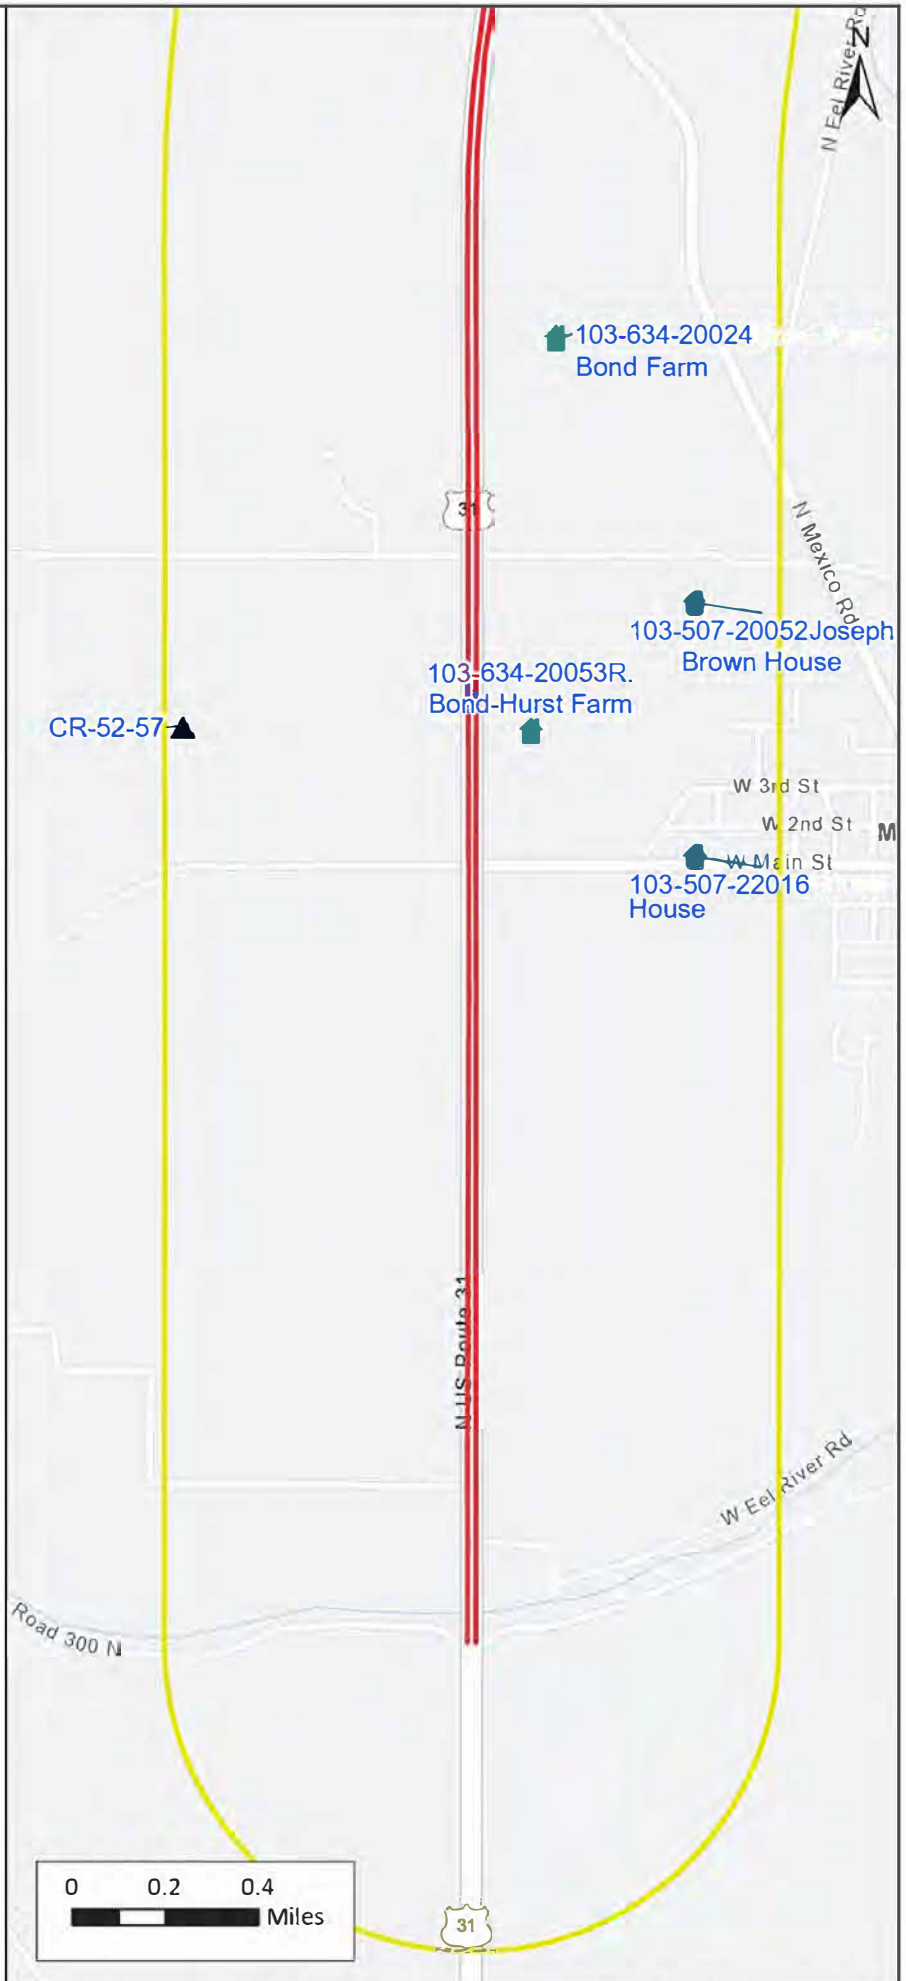 N
N Eel River Rd
103-634-20024
Bond Farm
31
N Mexico Rd
103-507-20052Joseph
Brown House
103-634-20053R.
Bond-Hurst Farm
CR-52-57
W 3rd St
W 2nd St
M
W Main St
103-507-22016
House
N US Route 31
W Eel River Rd
Road 300 N
0 0.2 0.4
Miles
31